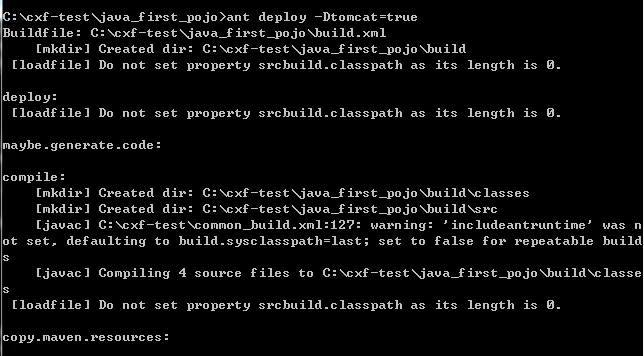 C:\cxf-test\java_first_pojo>ant deploy -Dtomcat=true
Buildfile: C:\cxf-test\java_first_pojo\build.xml
    [mkdir] Created dir: C:\cxf-test\java_first_pojo\build
 [loadfile] Do not set property srcbuild.classpath as its length is 0.

deploy:
 [loadfile] Do not set property srcbuild.classpath as its length is 0.

maybe.generate.code:

compile:
    [mkdir] Created dir: C:\cxf-test\java_first_pojo\build\classes
    [mkdir] Created dir: C:\cxf-test\java_first_pojo\build\src
    [javac] C:\cxf-test\common_build.xml:127: warning: 'includeantruntime' was n
ot set, defaulting to build.sysclasspath=last; set to false for repeatable build
s
    [javac] Compiling 4 source files to C:\cxf-test\java_first_pojo\build\classe
s
 [loadfile] Do not set property srcbuild.classpath as its length is 0.

copy.maven.resources: